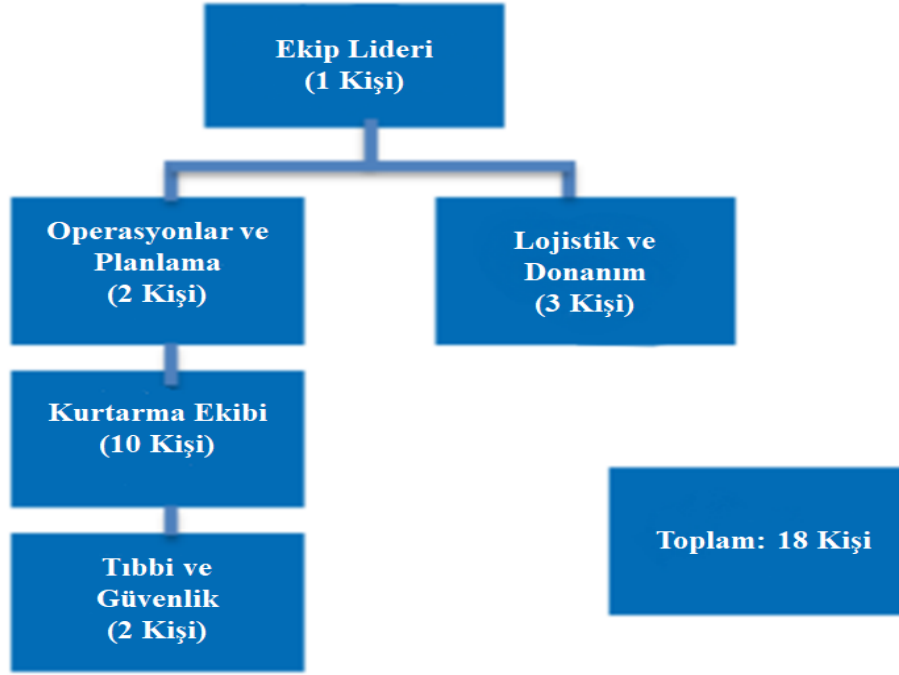 Ekip Lideri
(1 Kişi)
Operasyonlar ve
Planlama
(2 Kişi)
Lojistik ve
Donanım
(3 Kişi)
Kurtarma Ekibi
(10 Kişi)
Tıbbi ve
Güvenlik
(2 Kişi)
Toplam: 18 Kişi